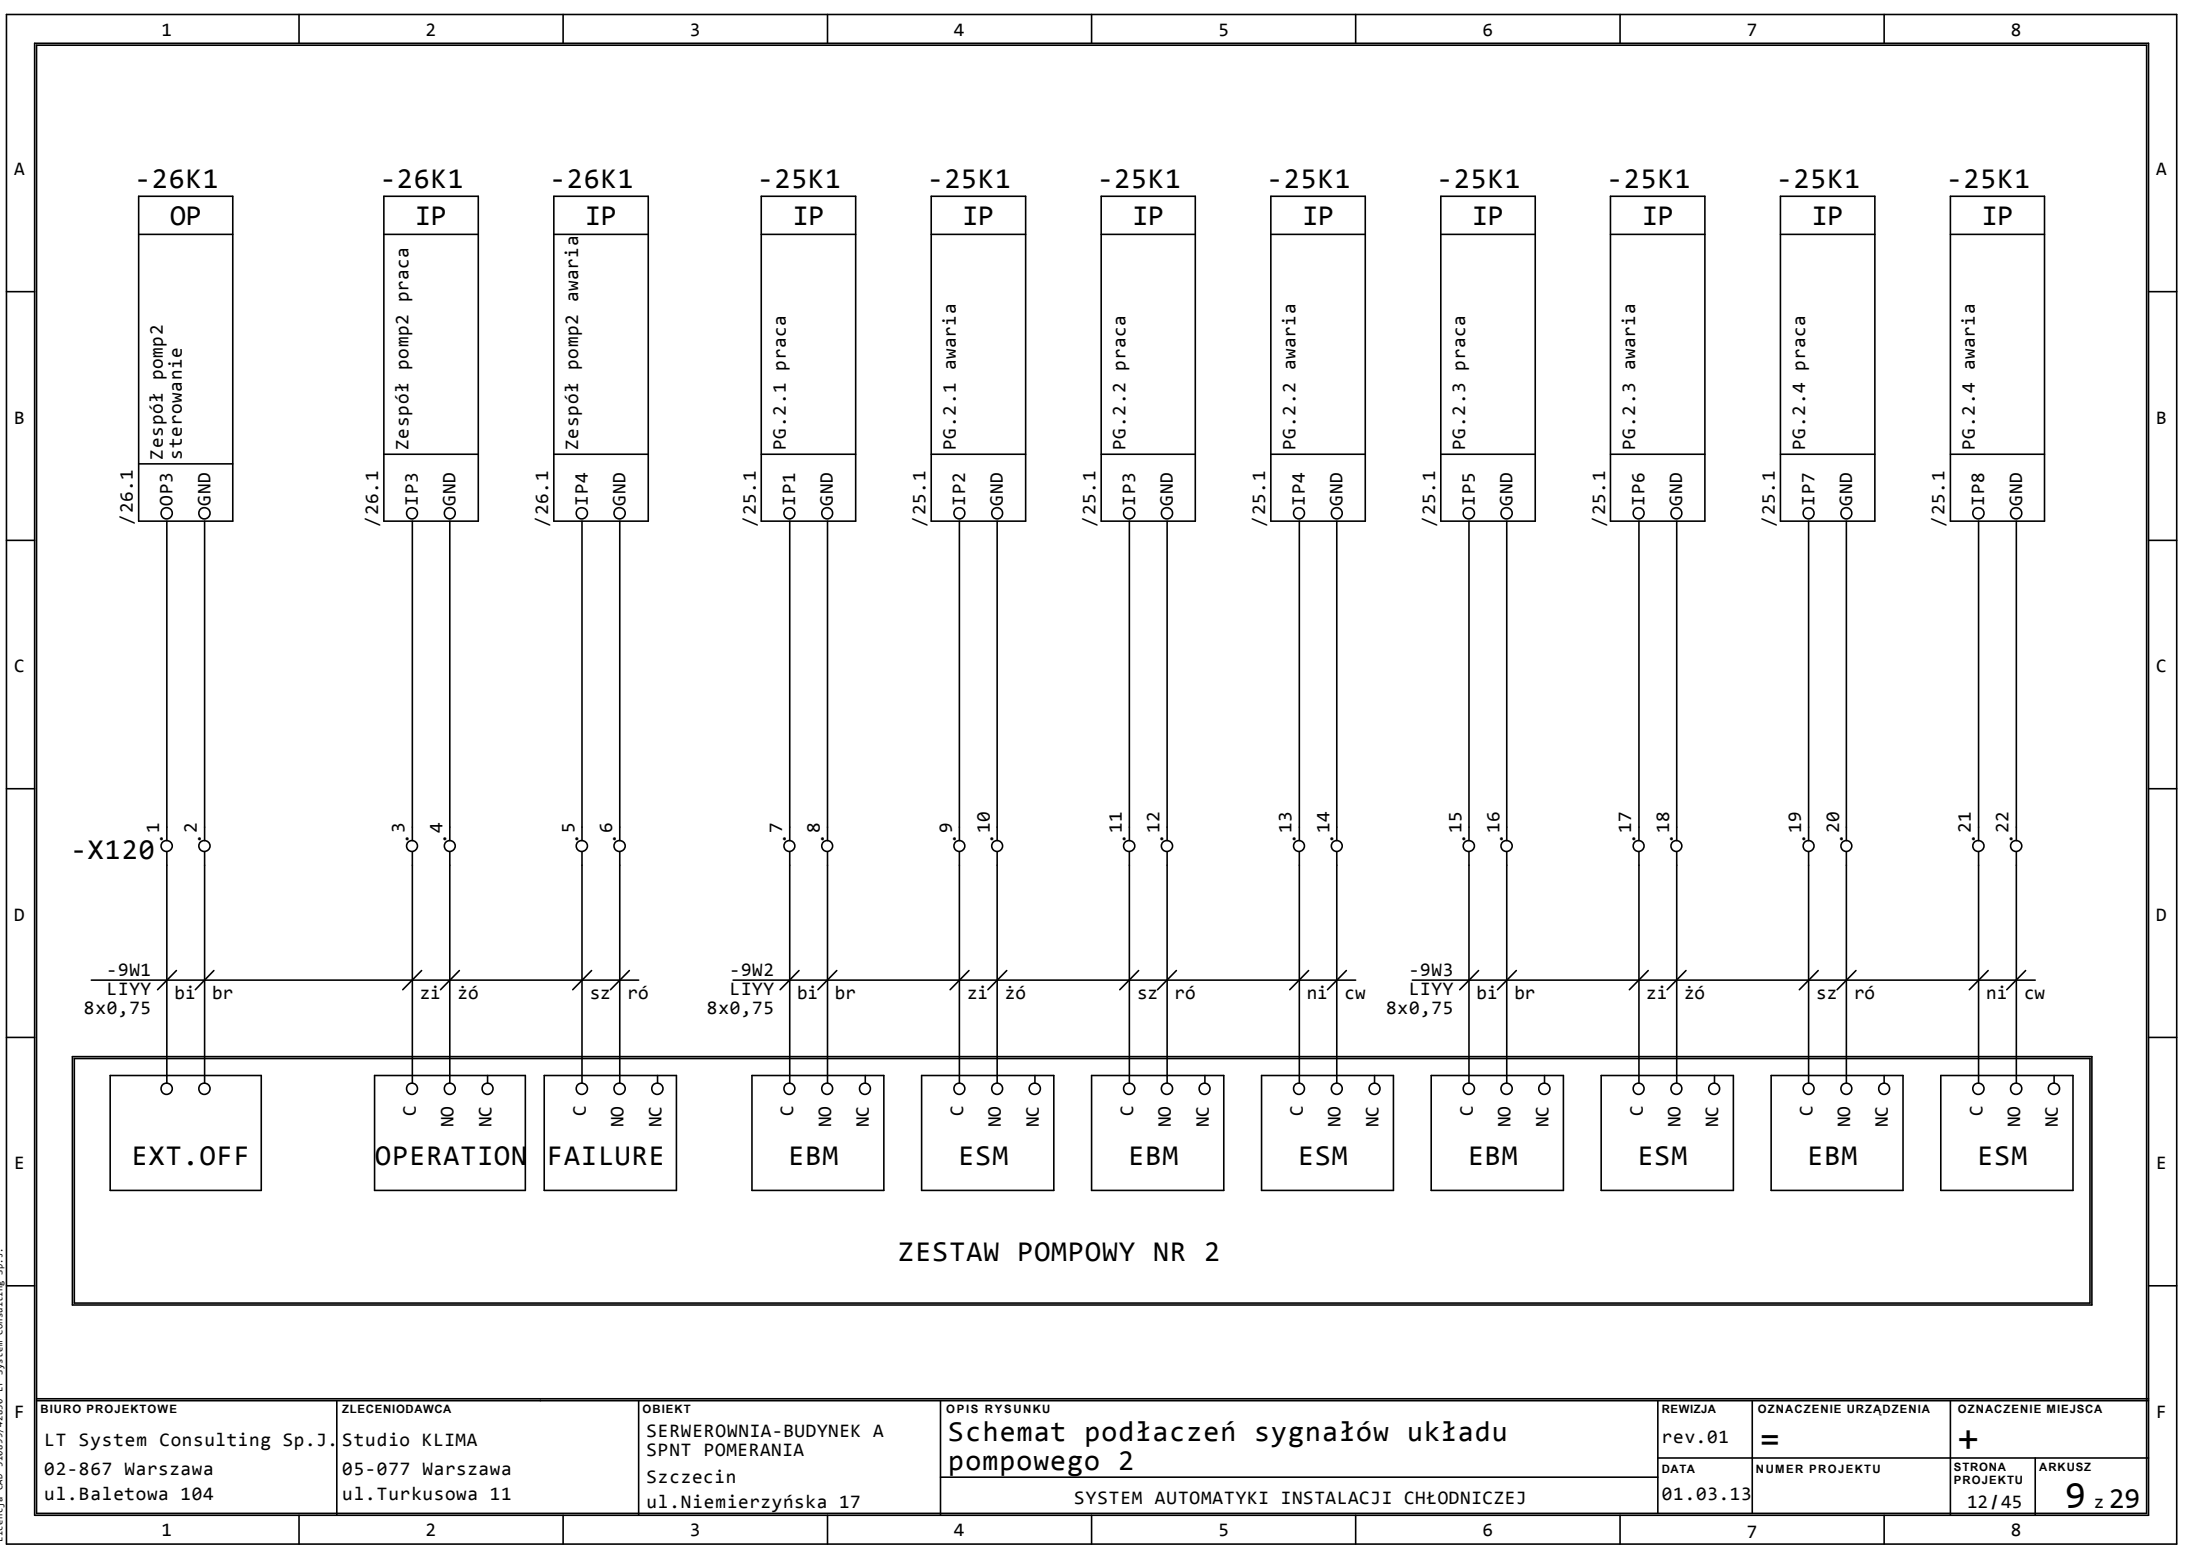 1 2 3 4 5 6 7 8
A A
-26K1 -26K1 -26K1 -25K1 -25K1 -25K1 -25K1 -25K1 -25K1 -25K1 -25K1
OP IP IP IP IP IP IP IP IP IP IP
Zespół pomp2
sterowanie
Zespół pomp2 praca
Zespół pomp2 awaria
PG.2.1 praca
PG.2.1 awaria
PG.2.2 praca
PG.2.2 awaria
PG.2.3 praca
PG.2.3 awaria
PG.2.4 praca
PG.2.4 awaria
B B
/26.1 OP3 GND
/26.1 IP3 GND
/26.1 IP4 GND
/25.1 IP1 GND
/25.1 IP2 GND
/25.1 IP3 GND
/25.1 IP4 GND
/25.1 IP5 GND
/25.1 IP6 GND
/25.1 IP7 GND
/25.1 IP8 GND
C C
-X120 1 2 3 4 5 6 7 8 9 10 11 12 13 14 15 16 17 18 19 20 21 22
D D
-9W1
LIYY
8x0,75
bi br zi żó sz ró
-9W2
LIYY
8x0,75
bi br zi żó sz ró ni cw
-9W3
LIYY
8x0,75
bi br zi żó sz ró ni cw
C NO NC C NO NC C NO NC C NO NC C NO NC C NO NC C NO NC C NO NC C NO NC C NO NC
E EXT.OFF OPERATION FAILURE EBM ESM EBM ESM EBM ESM EBM ESM E
ZESTAW POMPOWY NR 2
F F
BIURO PROJEKTOWE
LT System Consulting Sp.J.
02-867 Warszawa
ul.Baletowa 104
ZLECENIODAWCA
Studio KLIMA
05-077 Warszawa
ul.Turkusowa 11
OBIEKT
SERWEROWNIA-BUDYNEK A
SPNT POMERANIA
Szczecin
ul.Niemierzyńska 17
OPIS RYSUNKU
Schemat podłaczeń sygnałów układu
pompowego 2
SYSTEM AUTOMATYKI INSTALACJI CHŁODNICZEJ
REWIZJA
rev.01
DATA
01.03.13
OZNACZENIE URZĄDZENIA
=
NUMER PROJEKTU
OZNACZENIE MIEJSCA
+
STRONA
PROJEKTU
12/45
ARKUSZ
9 z 29
1 2 3 4 5 6 7 8